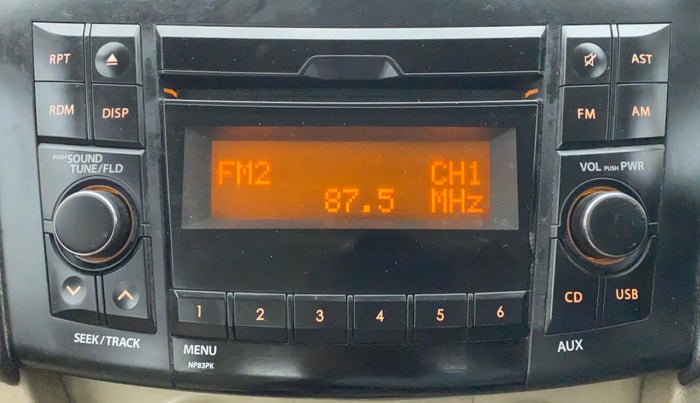 RPT
AST
RDM DISP
FM AM
PUSH SOUND
TUNE/FLD
VOL PUSH PWR
FM2 CH1
87.5 MHz
CD USB
1 2 3 4 5 6
SEEK/TRACK
MENU
AUX
NP83PK